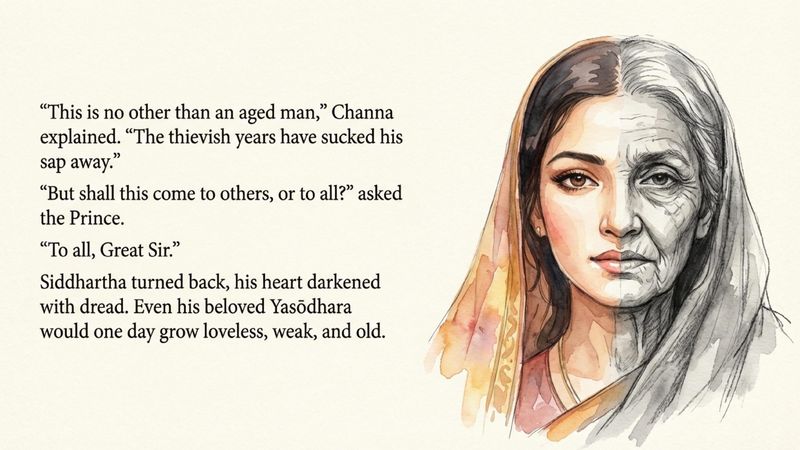 “This is no other than an aged man,” Channa
explained. “The thievish years have sucked his
sap away.”
“But shall this come to others, or to all?” asked
the Prince.
“To all, Great Sir.”
Siddhartha turned back, his heart darkened
with dread. Even his beloved Yasōdhara
would one day grow loveless, weak, and old.